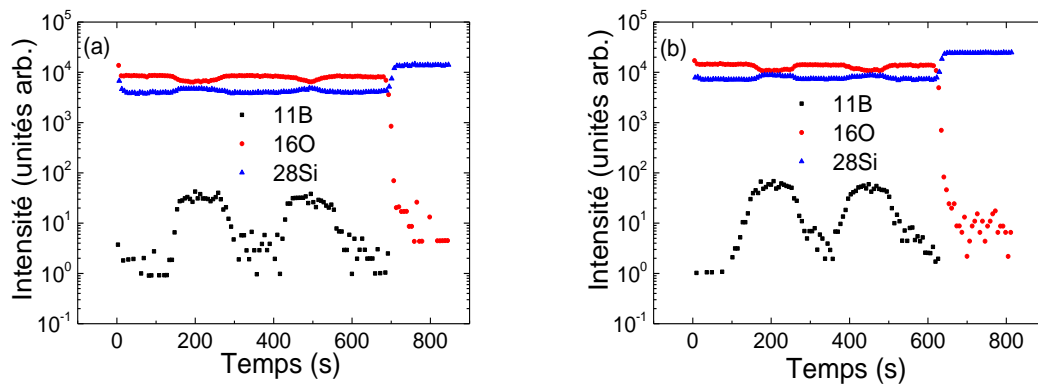 (a)
10^5
10^4
10^3
10^2
10^1
10^0
10^-1
Intensité (unités arb.)
11B
16O
28Si
0 200 400 600 800
Temps (s)
(b)
10^5
10^4
10^3
10^2
10^1
10^0
10^-1
Intensité (unités arb.)
11B
16O
28Si
0 200 400 600 800
Temps (s)